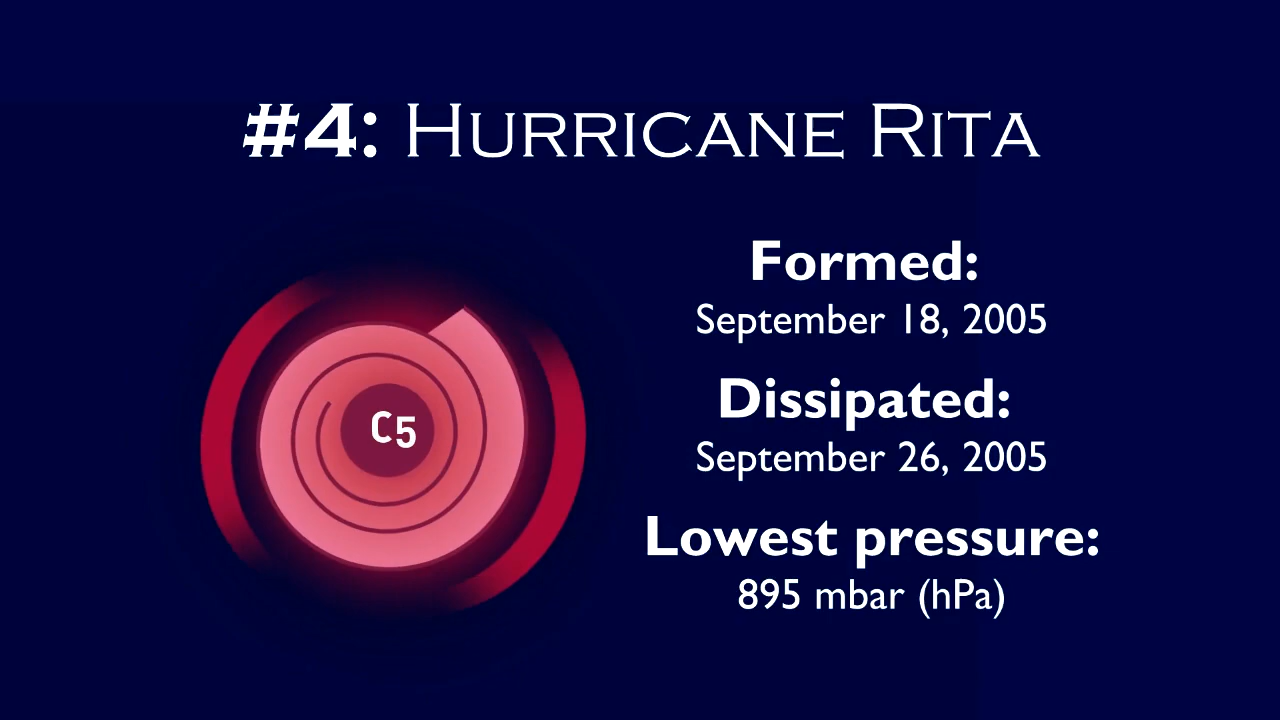 #4: Hurricane Rita
C5
Formed:
September 18, 2005
Dissipated:
September 26, 2005
Lowest pressure:
895 mbar (hPa)